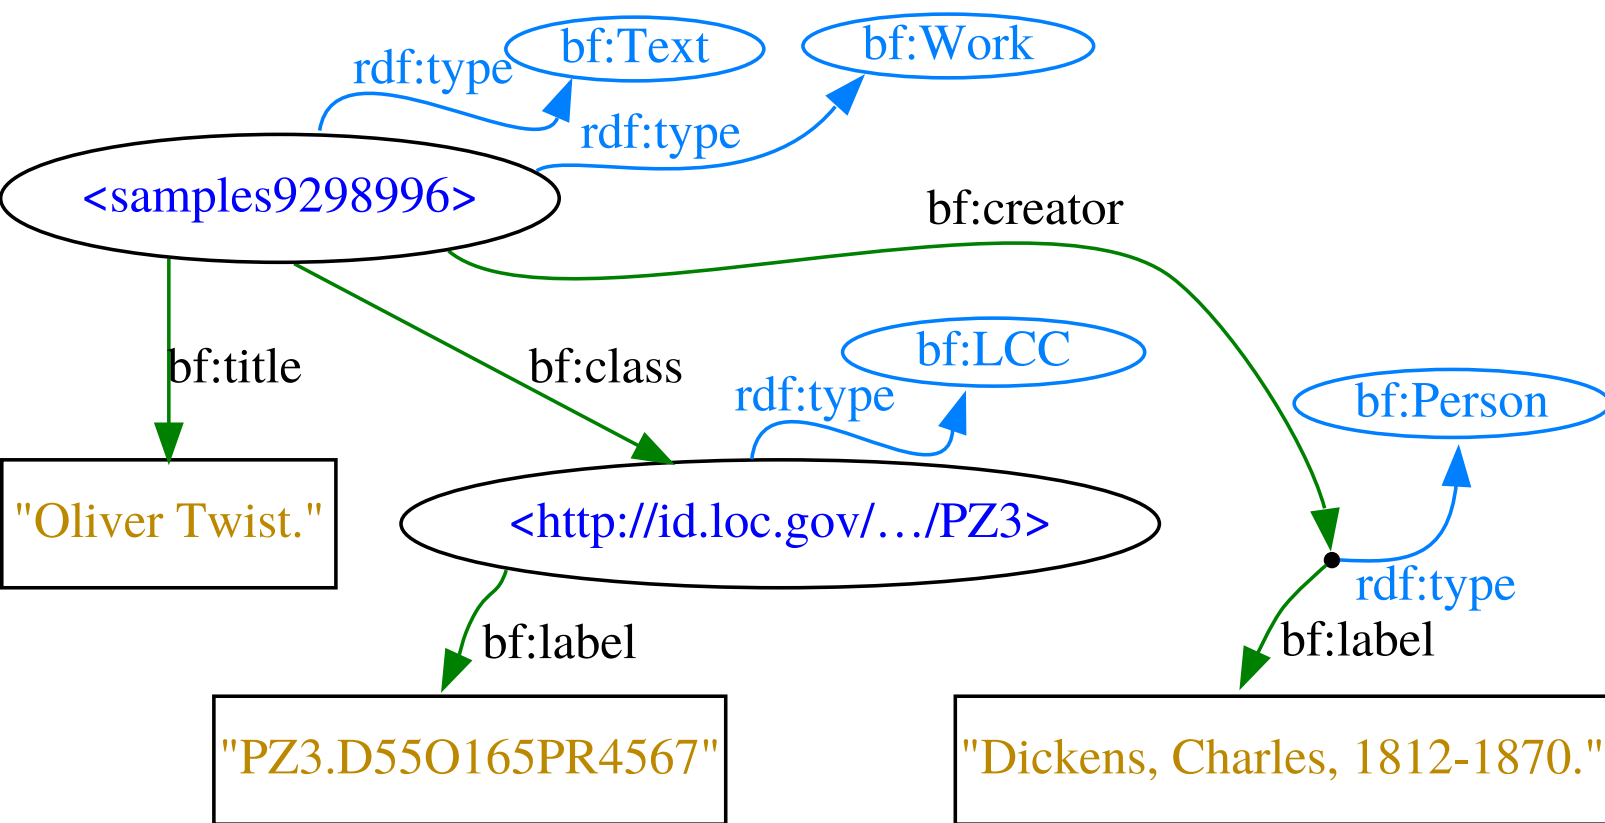 bf:Text
bf:Work
rdf:type
rdf:type
<samples9298996>
bf:creator
bf:title
bf:class
bf:LCC
rdf:type
bf:Person
"Oliver Twist."
<http://id.loc.gov/…/PZ3>
rdf:type
bf:label
bf:label
"PZ3.D55O165PR4567"
"Dickens, Charles, 1812-1870."